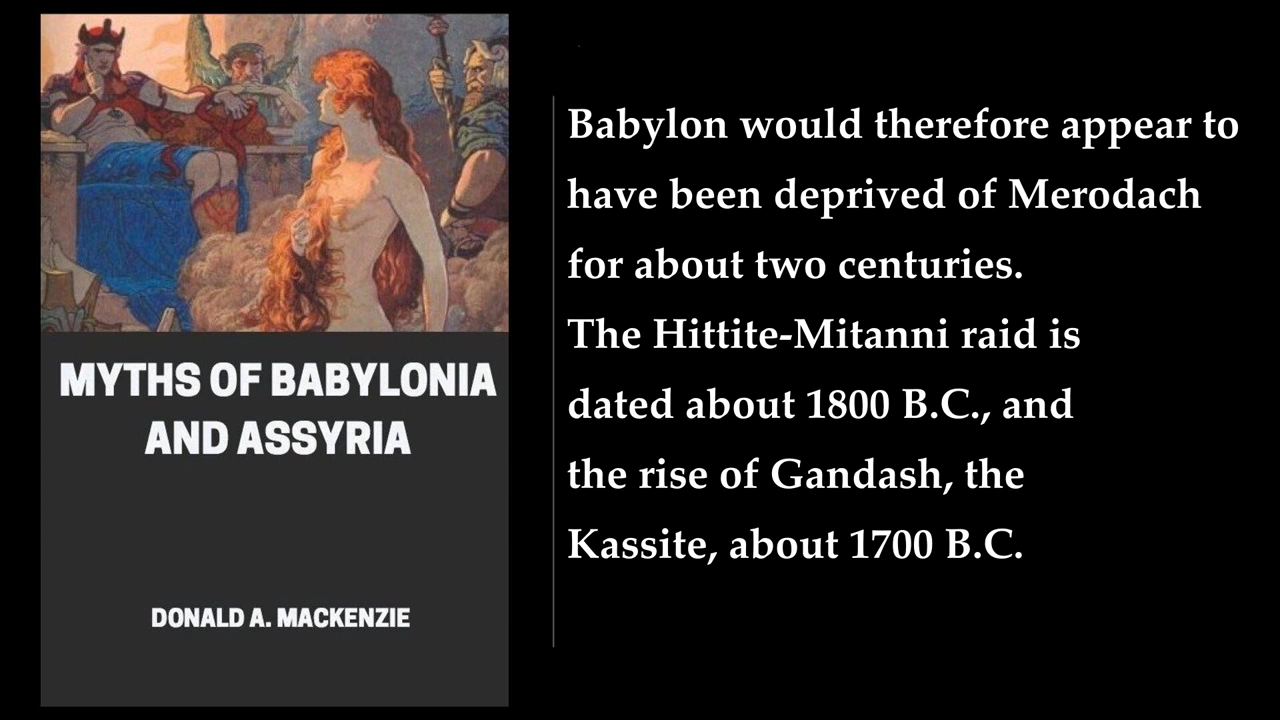 MYTHS OF BABYLONIA
AND ASSYRIA
DONALD A. MACKENZIE
Babylon would therefore appear to
have been deprived of Merodach
for about two centuries.
The Hittite-Mitanni raid is
dated about 1800 B.C., and
the rise of Gandash, the
Kassite, about 1700 B.C.